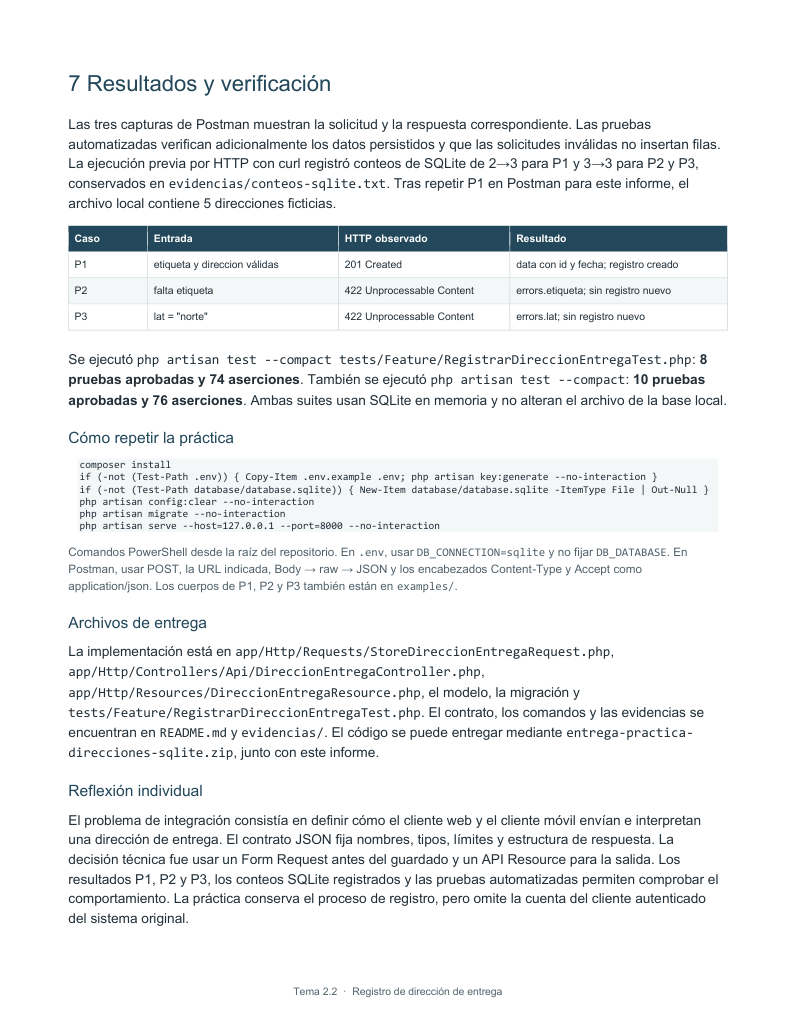 7 Resultados y verificación
Las tres capturas de Postman muestran la solicitud y la respuesta correspondiente. Las pruebas
automatizadas verifican adicionalmente los datos persistidos y que las solicitudes inválidas no insertan filas.
La ejecución previa por HTTP con curl registró conteos de SQLite de 2→3 para P1 y 3→3 para P2 y P3,
conservados en evidencias/conteos-sqlite.txt. Tras repetir P1 en Postman para este informe, el
archivo local contiene 5 direcciones ficticias.
Caso Entrada HTTP observado Resultado
P1 etiqueta y direccion válidas 201 Created data con id y fecha; registro creado
P2 falta etiqueta 422 Unprocessable Content errors.etiqueta; sin registro nuevo
P3 lat = "norte" 422 Unprocessable Content errors.lat; sin registro nuevo
Se ejecutó php artisan test --compact tests/Feature/RegistrarDireccionEntregaTest.php: 8
pruebas aprobadas y 74 aserciones. También se ejecutó php artisan test --compact: 10 pruebas
aprobadas y 76 aserciones. Ambas suites usan SQLite en memoria y no alteran el archivo de la base local.
Cómo repetir la práctica
composer install
if (-not (Test-Path .env)) { Copy-Item .env.example .env; php artisan key:generate --no-interaction }
if (-not (Test-Path database/database.sqlite)) { New-Item database/database.sqlite -ItemType File | Out-Null }
php artisan config:clear --no-interaction
php artisan migrate --no-interaction
php artisan serve --host=127.0.0.1 --port=8000 --no-interaction
Comandos PowerShell desde la raíz del repositorio. En .env, usar DB_CONNECTION=sqlite y no fijar DB_DATABASE. En
Postman, usar POST, la URL indicada, Body → raw → JSON y los encabezados Content-Type y Accept como
application/json. Los cuerpos de P1, P2 y P3 también están en examples/.
Archivos de entrega
La implementación está en app/Http/Requests/StoreDireccionEntregaRequest.php,
app/Http/Controllers/Api/DireccionEntregaController.php,
app/Http/Resources/DireccionEntregaResource.php, el modelo, la migración y
tests/Feature/RegistrarDireccionEntregaTest.php. El contrato, los comandos y las evidencias se
encuentran en README.md y evidencias/. El código se puede entregar mediante entrega-practica-
direcciones-sqlite.zip, junto con este informe.
Reflexión individual
El problema de integración consistía en definir cómo el cliente web y el cliente móvil envían e interpretan
una dirección de entrega. El contrato JSON fija nombres, tipos, límites y estructura de respuesta. La
decisión técnica fue usar un Form Request antes del guardado y un API Resource para la salida. Los
resultados P1, P2 y P3, los conteos SQLite registrados y las pruebas automatizadas permiten comprobar el
comportamiento. La práctica conserva el proceso de registro, pero omite la cuenta del cliente autenticado
del sistema original.
Tema 2.2 · Registro de dirección de entrega